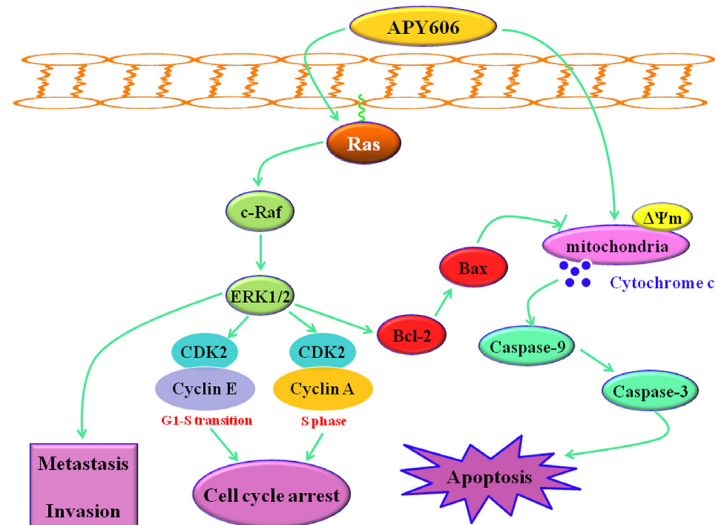 APY606
Ras
c-Raf
ΔΨm
mitochondria
Bax
Cytochrome c
ERK1/2
Bcl-2
CDK2
CDK2
Caspase-9
Cyclin E
Cyclin A
Caspase-3
G1-S transition
S phase
Metastasis
Invasion
Cell cycle arrest
Apoptosis